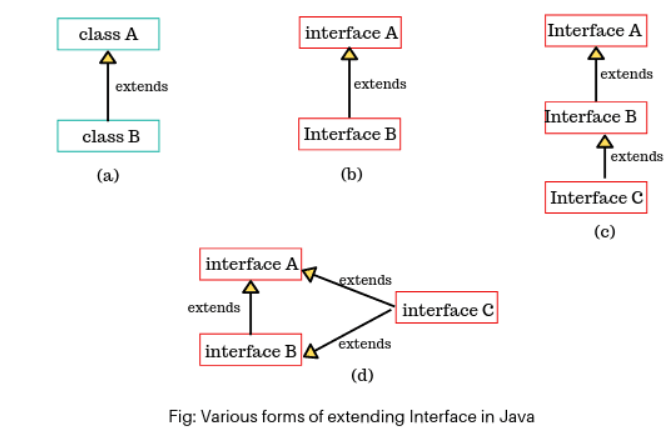 class A
extends
class B
(a)
interface A
extends
Interface B
(b)
Interface A
extends
Interface B
extends
Interface C
(c)
interface A
extends
extends
interface C
interface B
extends
(d)
Fig: Various forms of extending Interface in Java